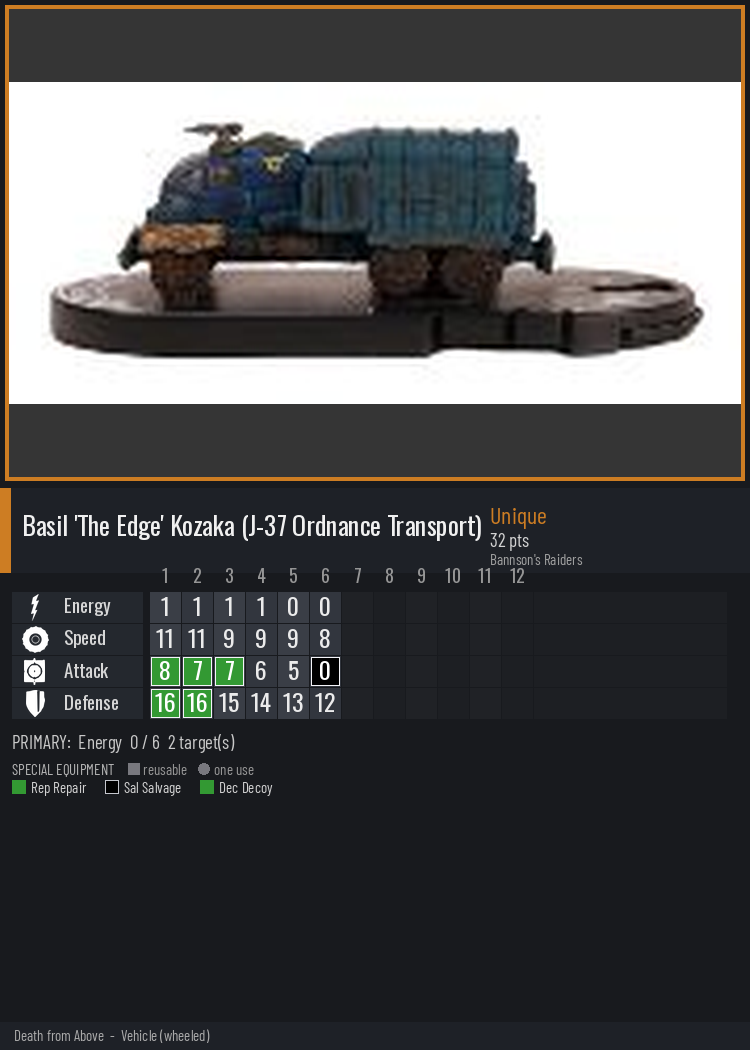 Basil 'The Edge' Kozaka (J-37 Ordnance Transport)
Unique
32 pts
Bannson's Raiders
1 2 3 4 5 6 7 8 9 10 11 12
Energy 1 1 1 1 0 0
Speed 11 11 9 9 9 8
Attack 8 7 7 6 5 0
Defense 16 16 15 14 13 12
PRIMARY: Energy 0 / 6 2 target(s)
SPECIAL EQUIPMENT reusable one use
Rep Repair Sal Salvage Dec Decoy
Death from Above - Vehicle (wheeled)